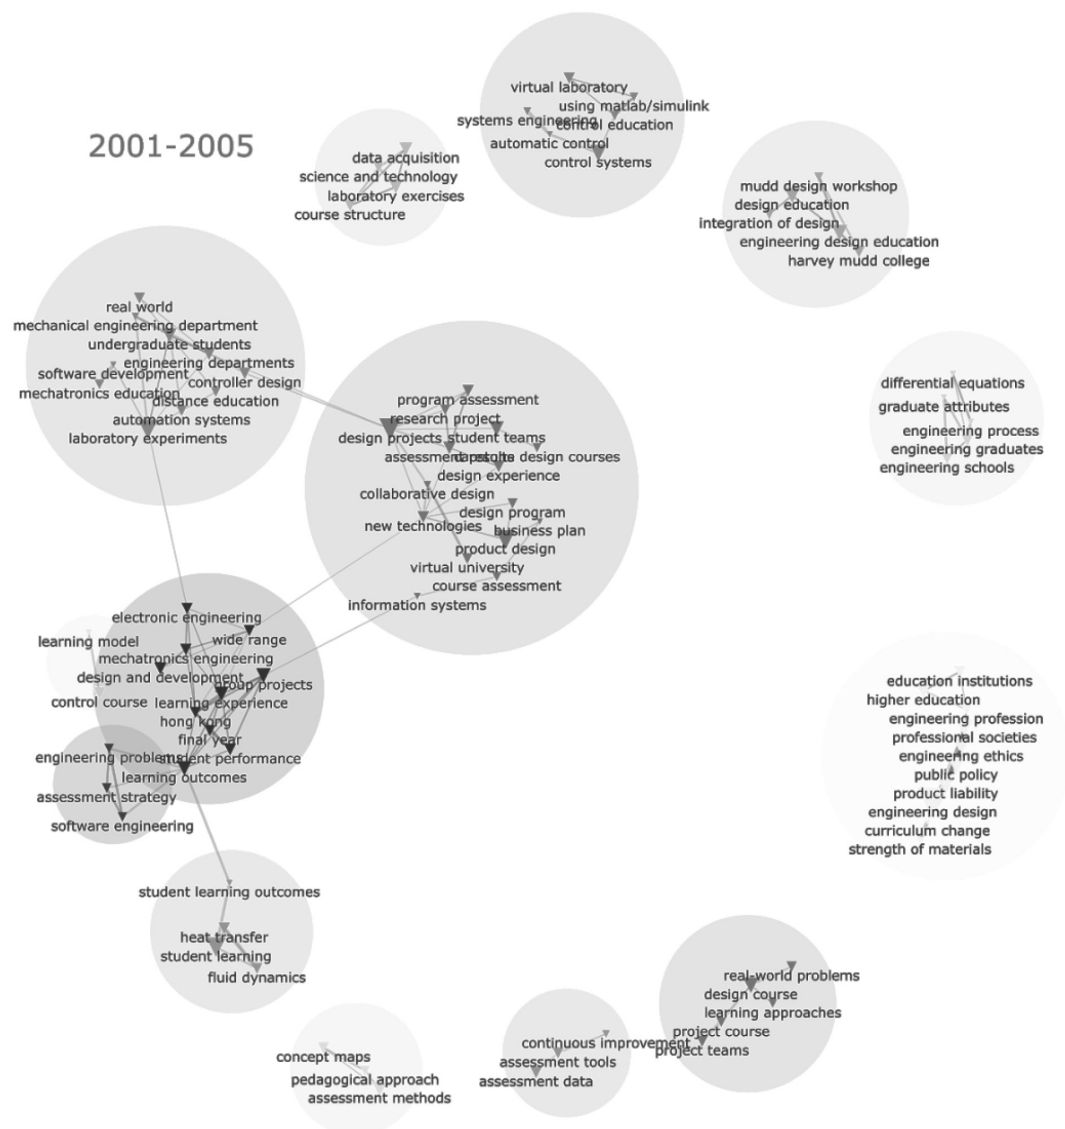 2001-2005
virtual laboratory
using matlab/simulink
systems engineering
control education
automatic control
control systems
data acquisition
science and technology
laboratory exercises
course structure
mudd design workshop
design education
integration of design
engineering design education
harvey mudd college
real world
mechanical engineering department
undergraduate students
engineering departments
software development
controller design
mechatronics education
distance education
automation systems
laboratory experiments
program assessment
research project
design projects
student teams
assessment results
capstone design courses
design experience
collaborative design
design program
new technologies
business plan
product design
virtual university
course assessment
information systems
differential equations
graduate attributes
engineering process
engineering graduates
engineering schools
electronic engineering
wide range
learning model
mechatronics engineering
design and development
group projects
control course
learning experience
hong kong
final year
engineering problems
student performance
learning outcomes
assessment strategy
software engineering
education institutions
higher education
engineering profession
professional societies
engineering ethics
public policy
product liability
engineering design
curriculum change
strength of materials
student learning outcomes
heat transfer
student learning
fluid dynamics
real-world problems
design course
learning approaches
project course
project teams
continuous improvement
assessment tools
assessment data
concept maps
pedagogical approach
assessment methods